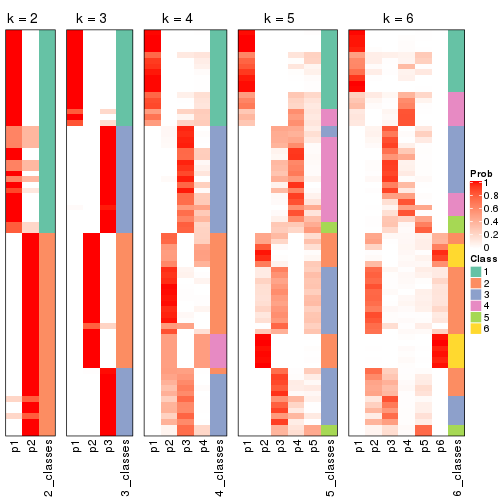 k = 2
k = 3
k = 4
k = 5
k = 6
Prob
1
0.8
0.6
0.4
0.2
0
Class
1
2
3
4
5
6
p1
p2
2_classes
p1
p2
p3
3_classes
p1
p2
p3
p4
4_classes
p1
p2
p3
p4
p5
5_classes
p1
p2
p3
p4
p5
p6
6_classes